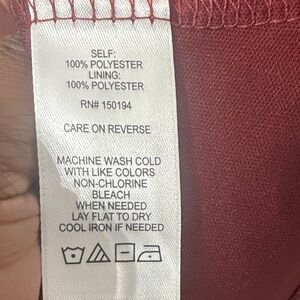 SELF:
100% POLYESTER
LINING:
100% POLYESTER
RN# 150194
CARE ON REVERSE
MACHINE WASH COLD
WITH LIKE COLORS
NON-CHLORINE
BLEACH
WHEN NEEDED
LAY FLAT TO DRY
COOL IRON IF NEEDED